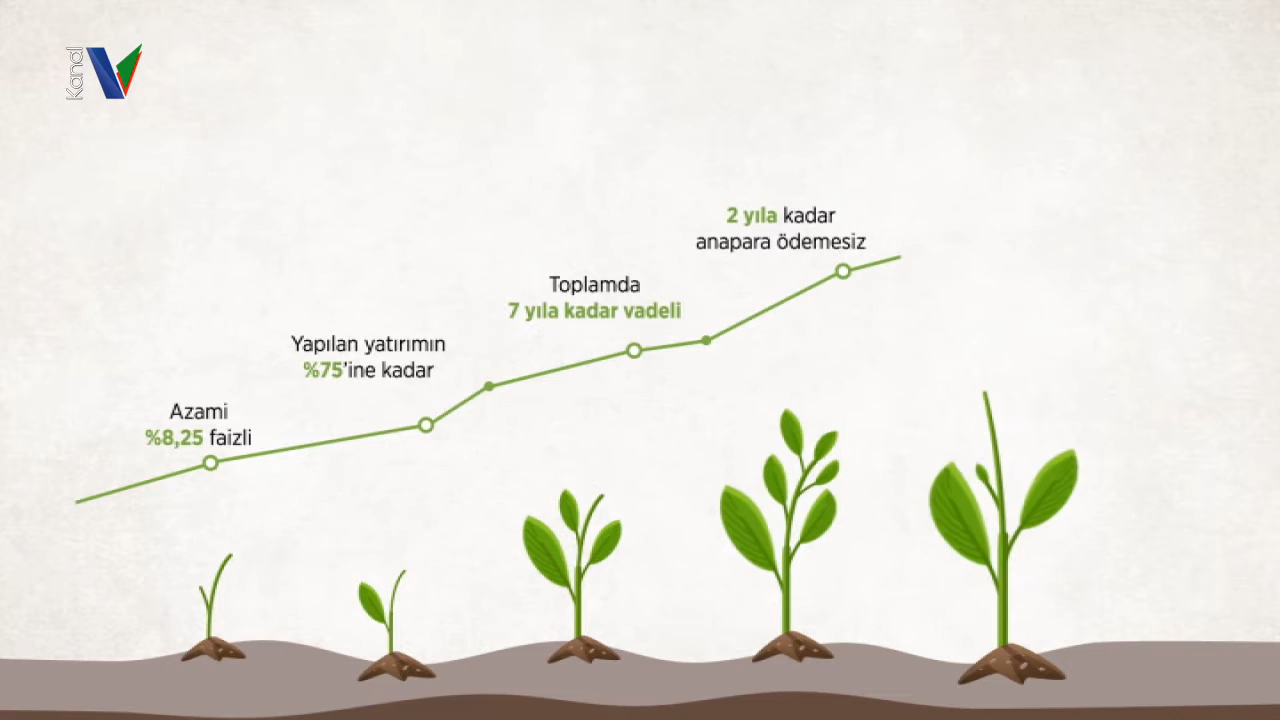 Kanal
V
2 yıla kadar
anapara ödemesiz
Toplamda
7 yıla kadar vadeli
Yapılan yatırımın
%75'ine kadar
Azami
%8,25 faizli